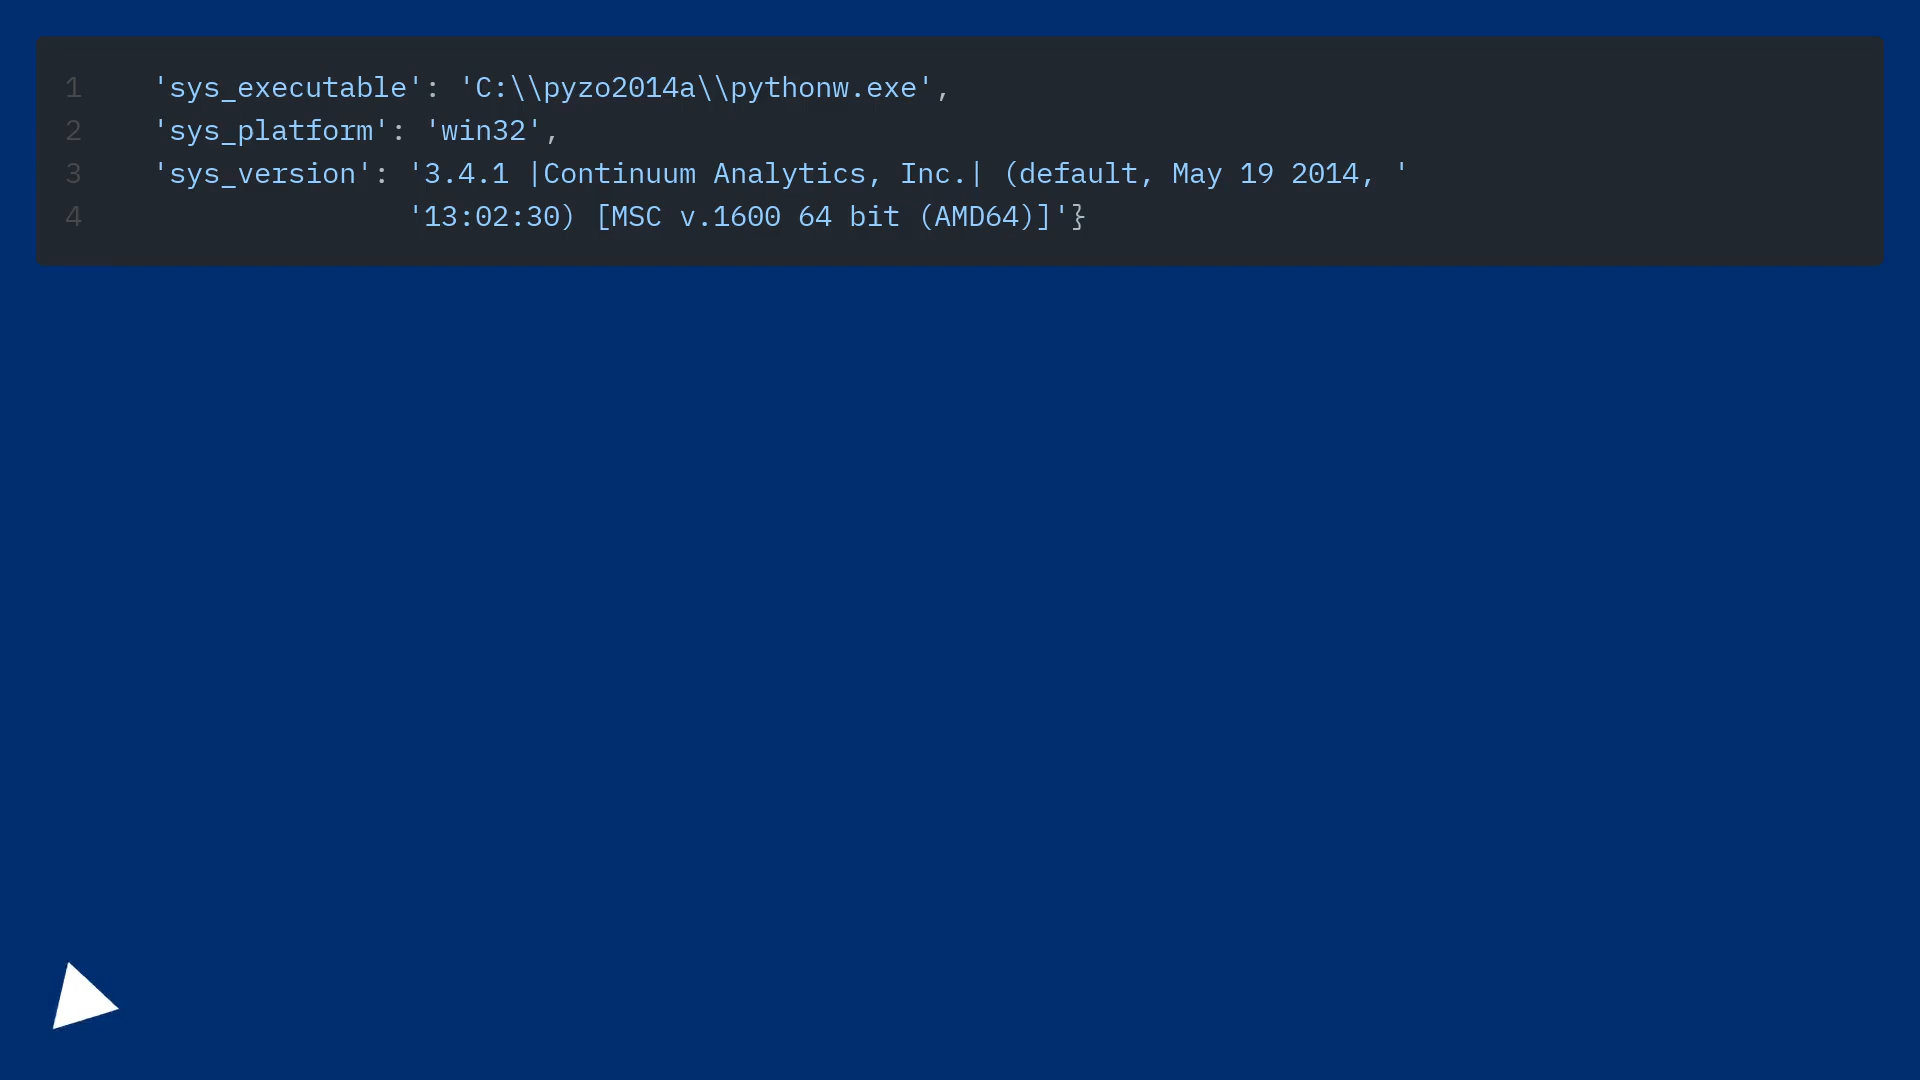 1 'sys_executable': 'C:\\pyzo2014a\\pythonw.exe',
2 'sys_platform': 'win32',
3 'sys_version': '3.4.1 |Continuum Analytics, Inc.| (default, May 19 2014, '
4 '13:02:30) [MSC v.1600 64 bit (AMD64)]'}